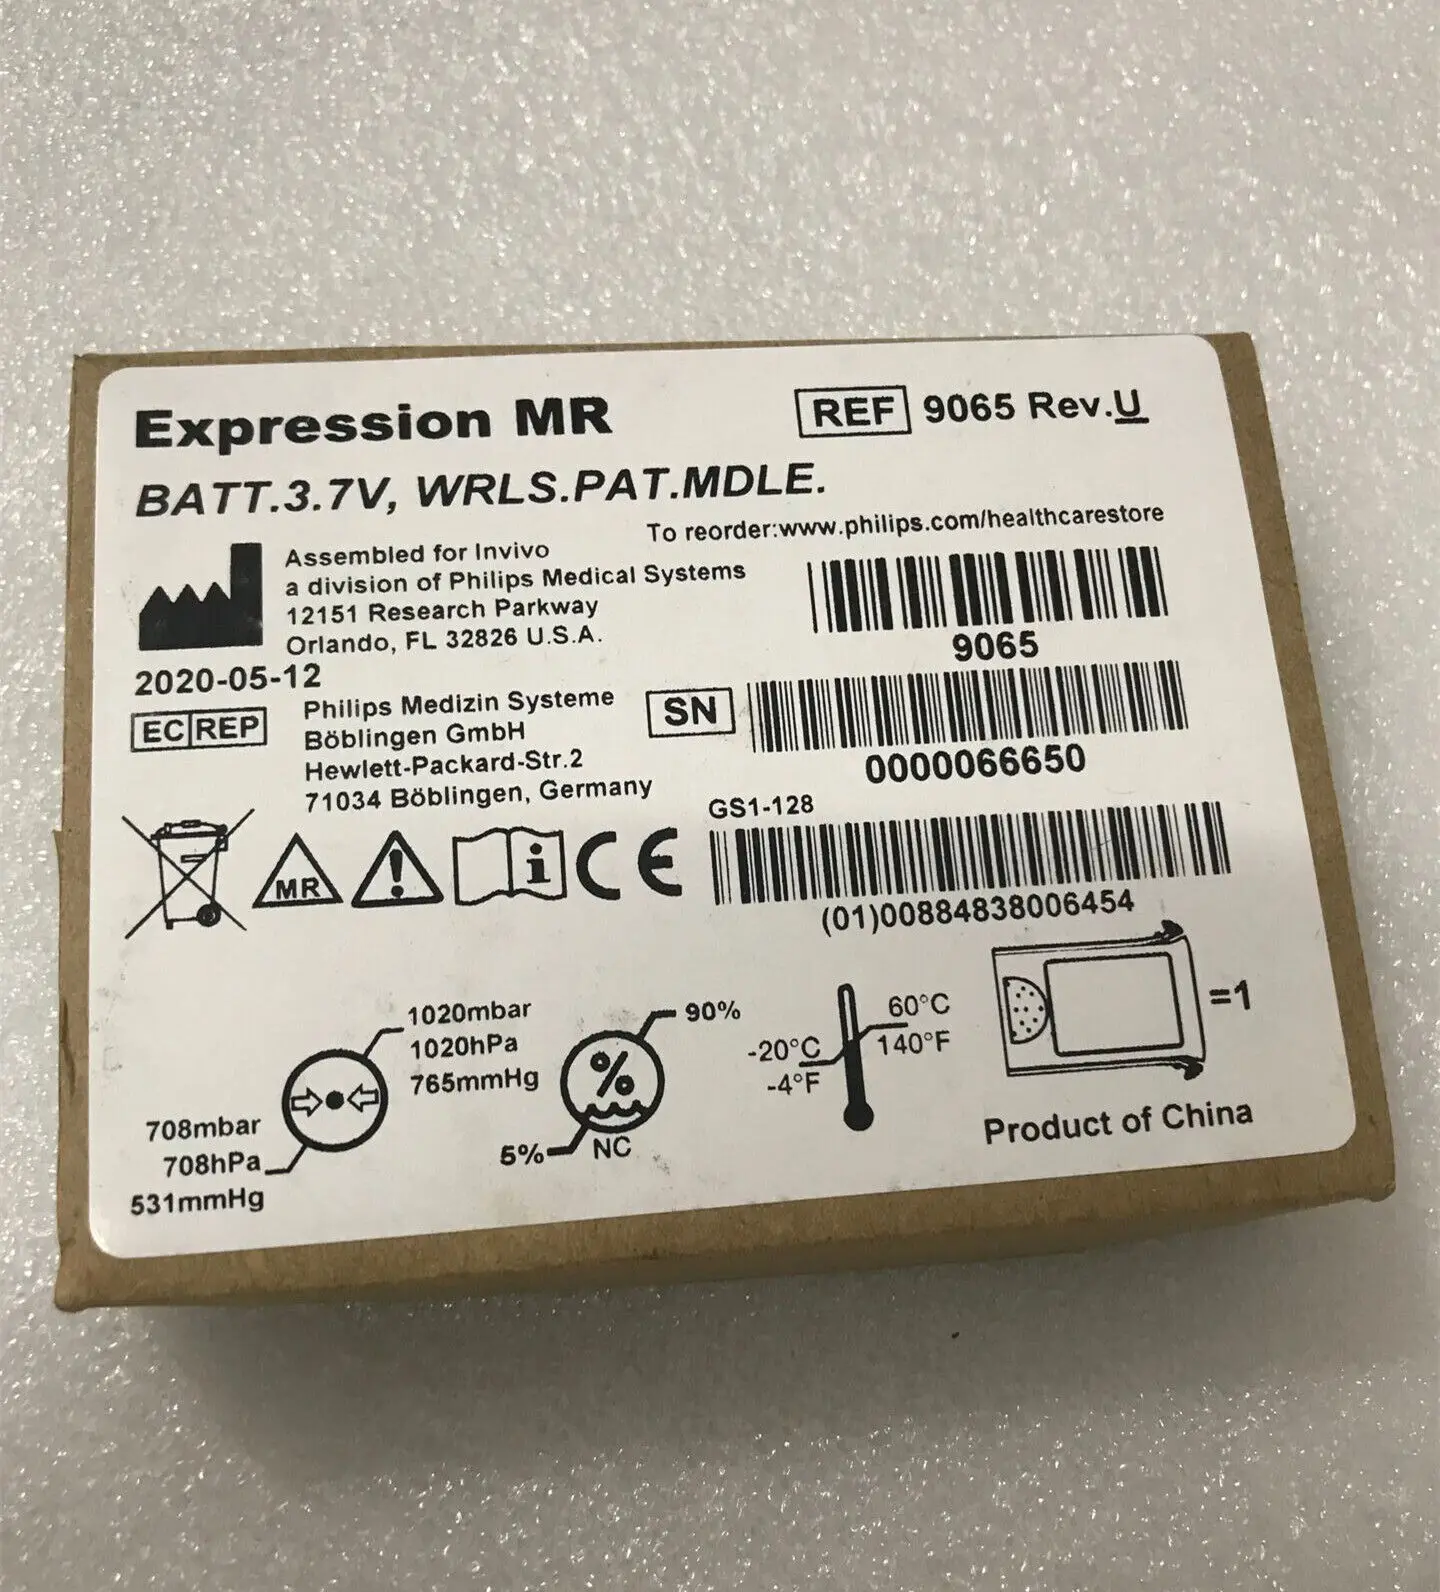 Expression MR
REF 9065 Rev.U
BATT.3.7V, WRLS.PAT.MDLE.
To reorder:www.philips.com/healthcarestore
Assembled for Invivo
a division of Philips Medical Systems
12151 Research Parkway
Orlando, FL 32826 U.S.A.
2020-05-12
9065
EC REP
Philips Medizin Systeme
Böblingen GmbH
Hewlett-Packard-Str.2
71034 Böblingen, Germany
SN
0000066650
GS1-128
(01)00884838006454
MR
!
i
CE
1020mbar
1020hPa
765mmHg
708mbar
708hPa
531mmHg
%
90%
5%
NC
-20°C
-4°F
60°C
140°F
=1
Product of China